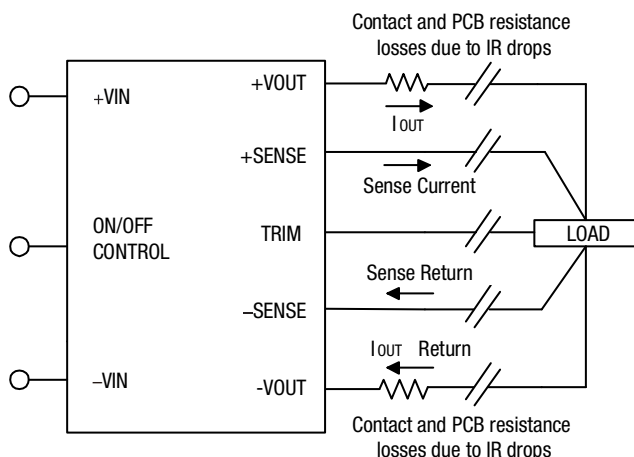 Contact and PCB resistance
losses due to IR drops
+VOUT
+VIN
IOUT
+SENSE
Sense Current
ON/OFF
CONTROL
TRIM
LOAD
Sense Return
–SENSE
IOUT Return
–VIN
-VOUT
Contact and PCB resistance
losses due to IR drops